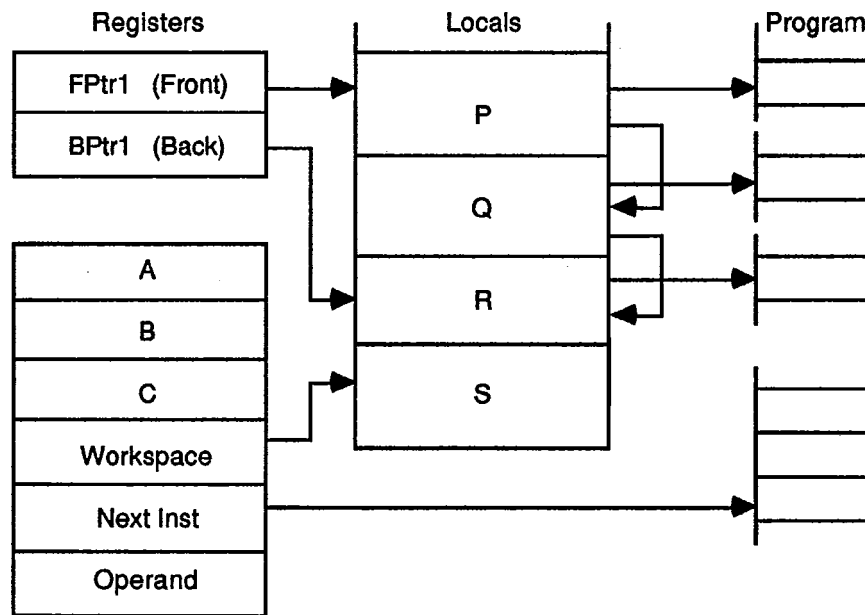 Registers
Locals
Program
FPtr1 (Front)
BPtr1 (Back)
P
Q
R
S
A
B
C
Workspace
Next Inst
Operand